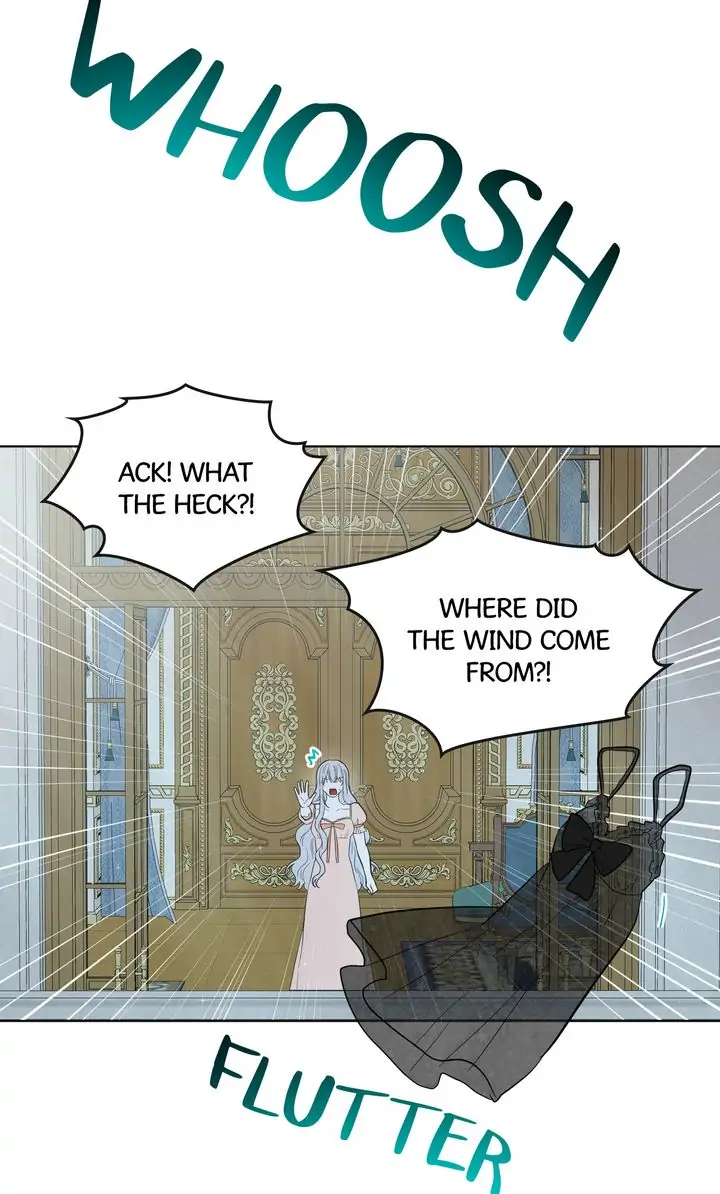 WHOOSH
ACK! WHAT
THE HECK?!
WHERE DID
THE WIND COME
FROM?!
FLUTTER